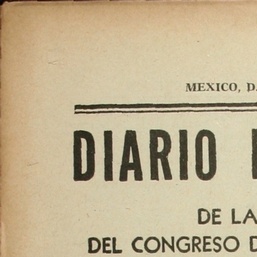 MEXICO, D.
DIARIO
DE LA
DEL CONGRESO D